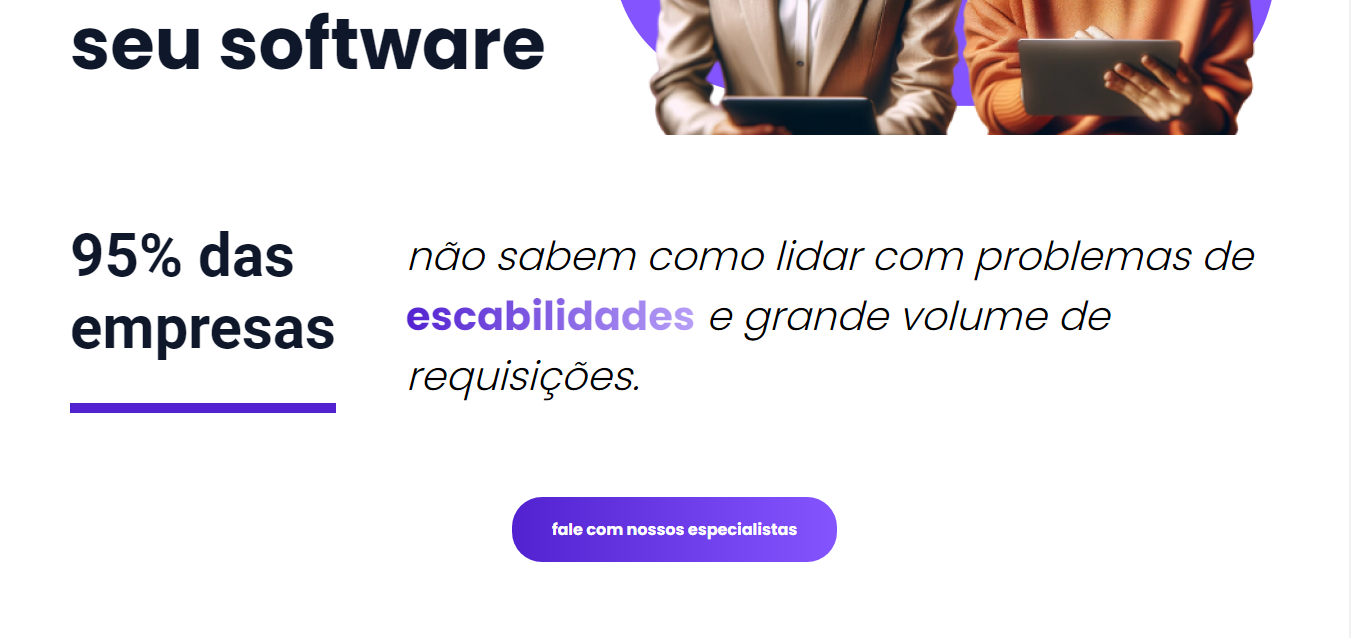 seu software
95% das
empresas
não sabem como lidar com problemas de
escabilidades e grande volume de
requisições.
fale com nossos especialistas